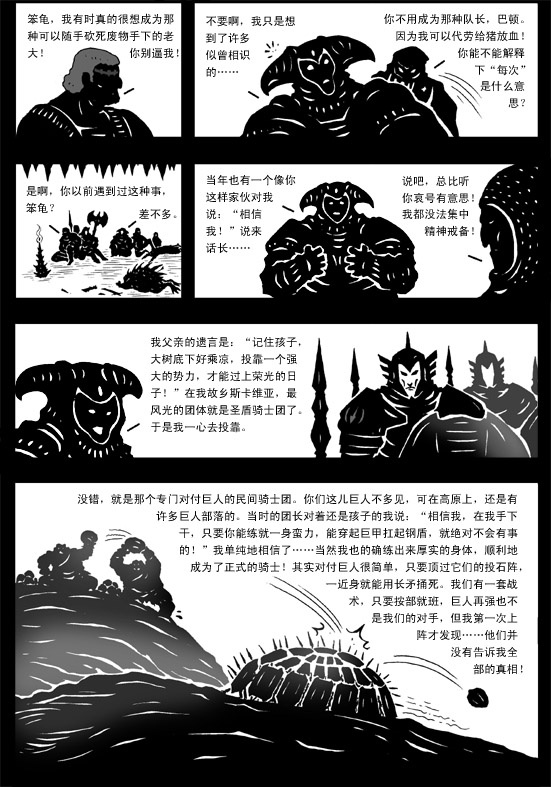 笨龟，我有时真的很想成为那
种可以随手砍死废物手下的老
大！
你别逼我！
不要啊，我只是想
到了许多
似曾相识
的……
你不用成为那种队长，巴顿。
因为我可以代劳给猪放血！
你能不能解释
下“每次”
是什么意
思？
是啊，你以前遇到过这种事，
笨龟？
差不多。
当年也有一个像你
这样家伙对我
说：“相信
我！”说来
话长……
说吧，总比听
你哀号有意思！
我都没法集中
精神戒备！
我父亲的遗言是：“记住孩子，
大树底下好乘凉，投靠一个强
大的势力，才能过上荣光的日
子！”在我故乡斯卡维亚，最
风光的团体就是圣盾骑士团了。
于是我一心去投靠。
没错，就是那个专门对付巨人的民间骑士团。你们这儿巨人不多见，可在高原上，还是有
许多巨人部落的。当时的团长对着还是孩子的我说：“相信我，在我手下
干，只要你能练就一身蛮力，能穿起巨甲扛起钢盾，就绝对不会有事
的！”我单纯地相信了……当然我也的确练出来厚实的身体，顺利地
成为了正式的骑士！其实对付巨人很简单，只要顶过它们的投石阵，
一近身就能用长矛捅死。我们有一套战
术，只要按部就班，巨人再强也不
是我们的对手，但我第一次上
阵才发现……他们并
没有告诉我全
部的真相！